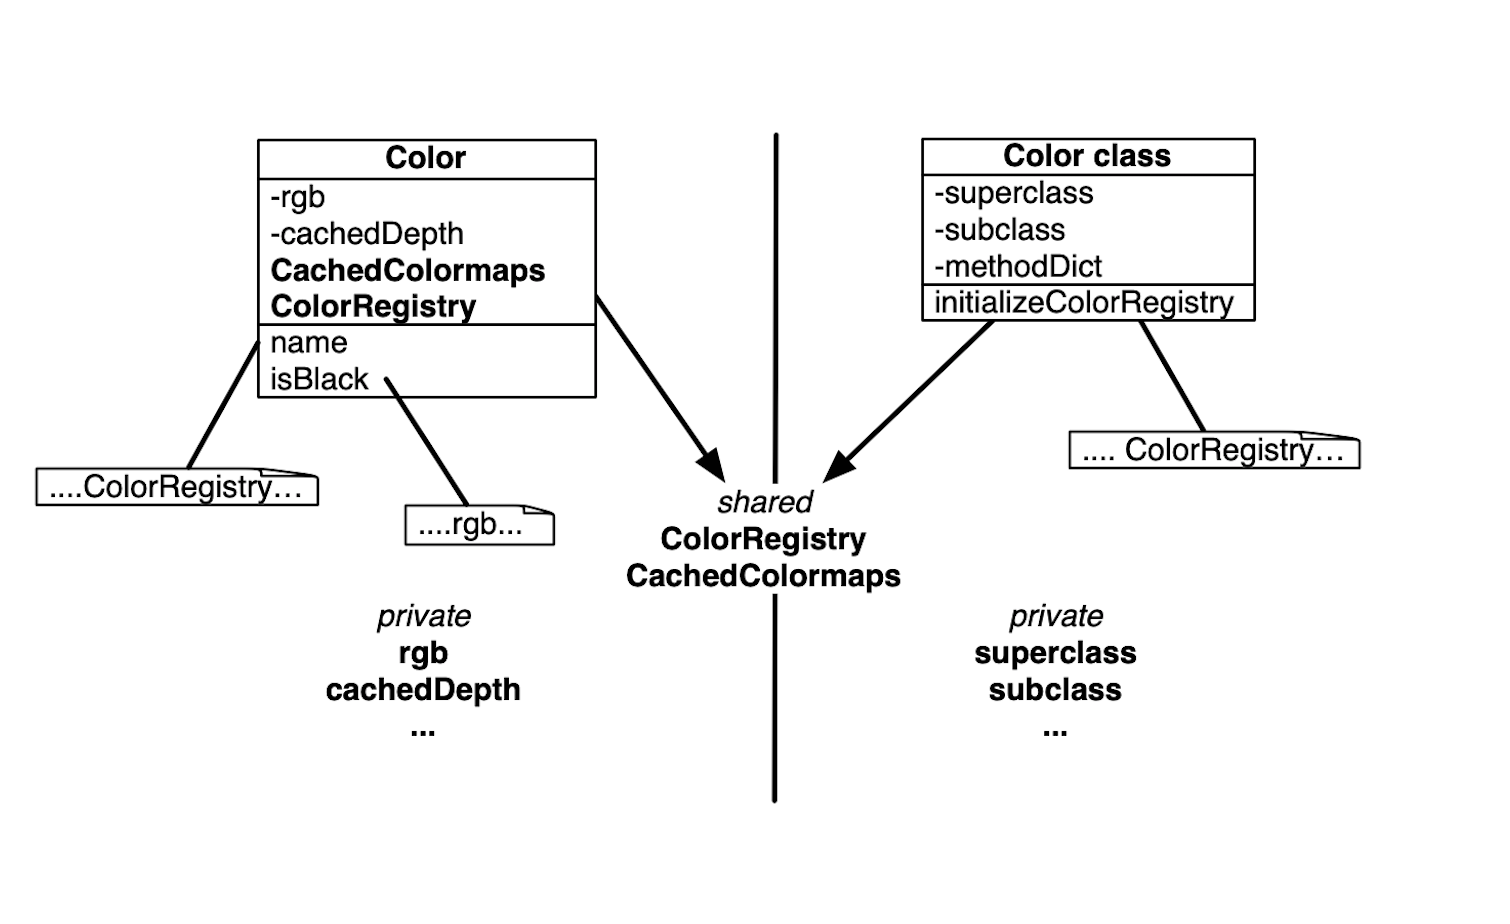 Color
-rgb
-cachedDepth
CachedColormaps
ColorRegistry
name
isBlack
....ColorRegistry...
....rgb...
private
rgb
cachedDepth
...
shared
ColorRegistry
CachedColormaps
Color class
-superclass
-subclass
-methodDict
initializeColorRegistry
.... ColorRegistry...
private
superclass
subclass
...